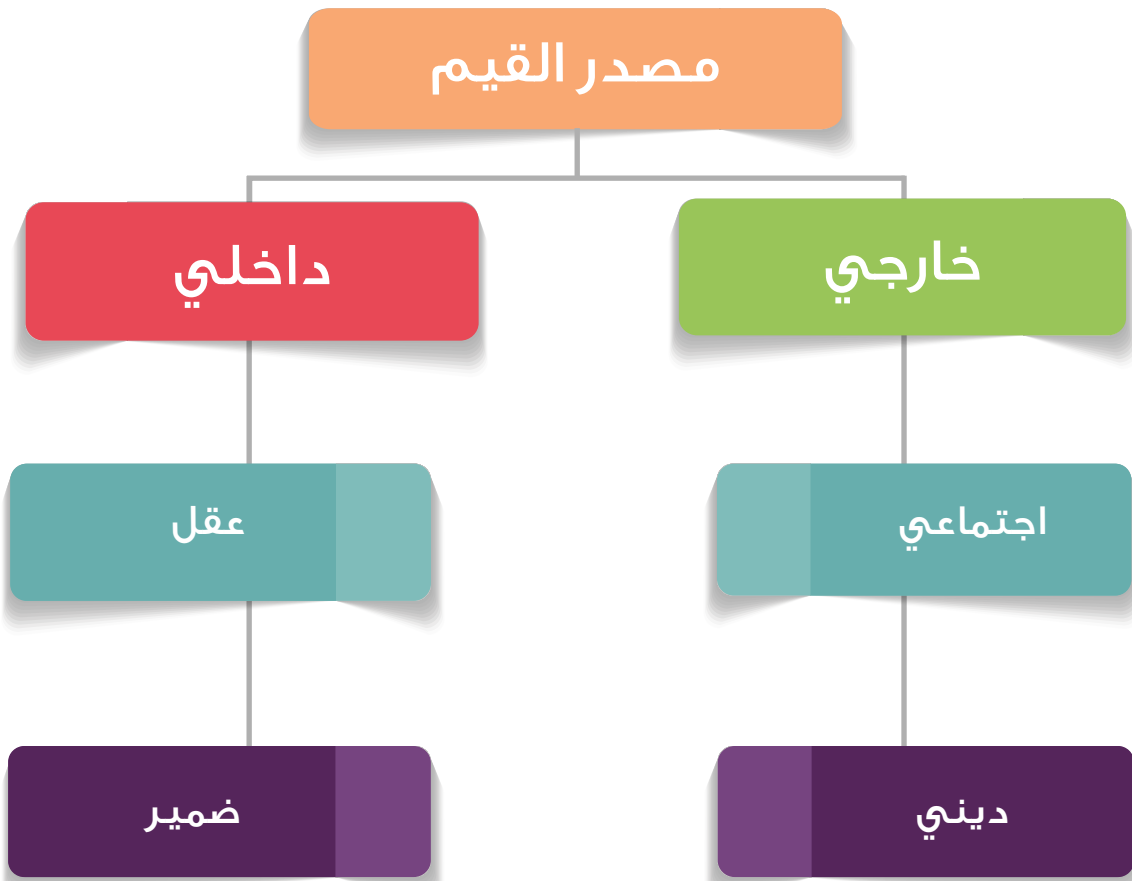 مصدر القيم
خارجي
داخلي
اجتماعي
عقل
ديني
ضمير